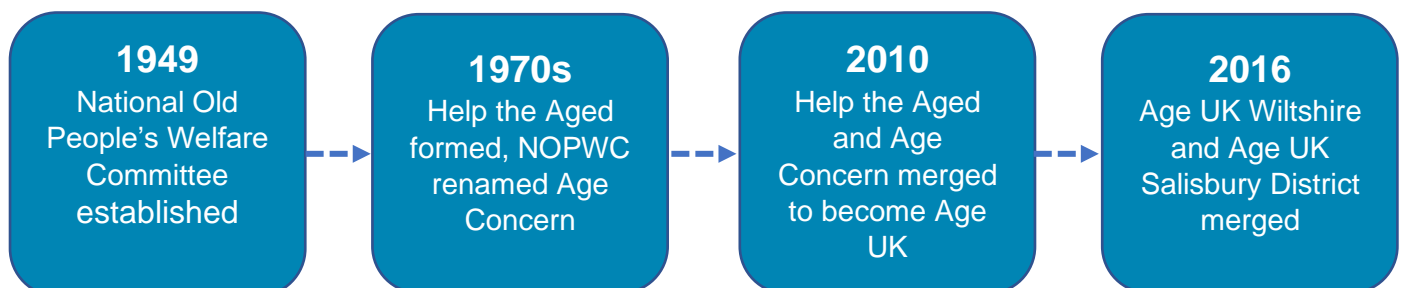 1949
National Old
People’s Welfare
Committee
established
1970s
Help the Aged
formed, NOPWC
renamed Age
Concern
2010
Help the Aged
and Age
Concern merged
to become Age
UK
2016
Age UK Wiltshire
and Age UK
Salisbury District
merged